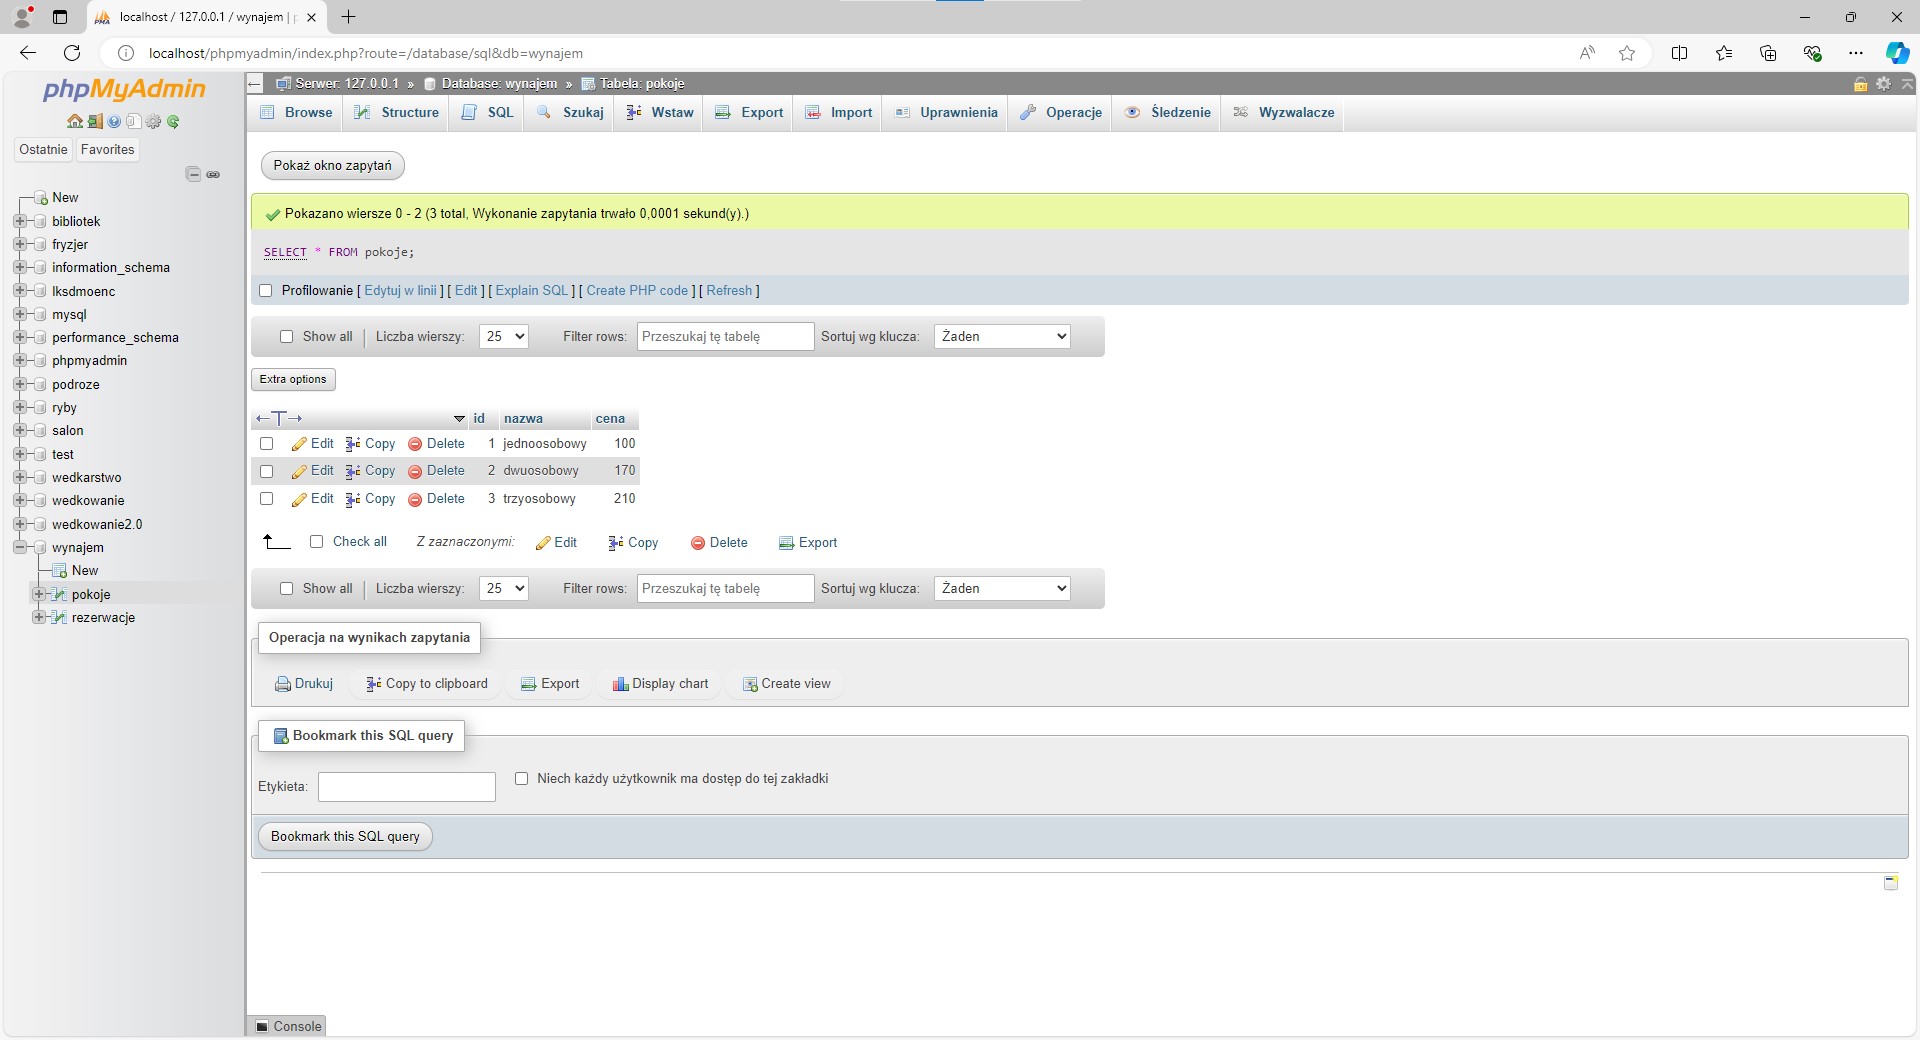 localhost / 127.0.0.1 / wynajem |
localhost/phpmyadmin/index.php?route=/database/sql&db=wynajem
phpMyAdmin
Ostatnie Favorites
New
bibliotek
fryzjer
information_schema
lksdmoenc
mysql
performance_schema
phpmyadmin
podroze
ryby
salon
test
wedkarstwo
wedkowanie
wedkowanie2.0
wynajem
New
pokoje
rezerwacje
Serwer: 127.0.0.1 » Database: wynajem » Tabela: pokoje
Browse Structure SQL Szukaj Wstaw Export Import Uprawnienia Operacje Śledzenie Wyzwalacze
Pokaż okno zapytań
Pokazano wiersze 0 - 2 (3 total, Wykonanie zapytania trwało 0,0001 sekund(y).)
SELECT * FROM pokoje;
Profilowanie [ Edytuj w linii ] [ Edit ] [ Explain SQL ] [ Create PHP code ] [ Refresh ]
Show all | Liczba wierszy: 25 Filter rows: Przeszukaj tę tabelę Sortuj wg klucza: Żaden
Extra options
←T→ id nazwa cena
Edit Copy Delete 1 jednoosobowy 100
Edit Copy Delete 2 dwuosobowy 170
Edit Copy Delete 3 trzyosobowy 210
Check all Z zaznaczonymi: Edit Copy Delete Export
Show all | Liczba wierszy: 25 Filter rows: Przeszukaj tę tabelę Sortuj wg klucza: Żaden
Operacja na wynikach zapytania
Drukuj Copy to clipboard Export Display chart Create view
Bookmark this SQL query
Etykieta: Niech każdy użytkownik ma dostęp do tej zakładki
Bookmark this SQL query
Console